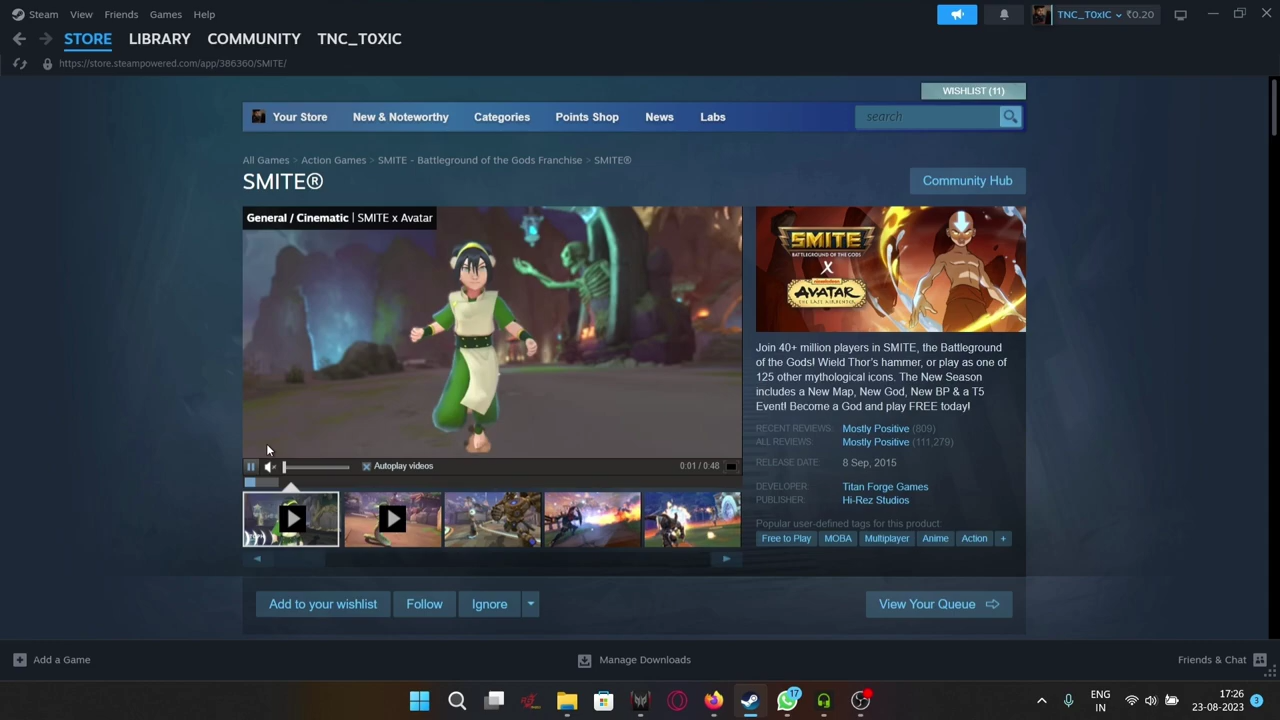 Steam View Friends Games Help
TNC_T0xIC ₹0.20
STORE LIBRARY COMMUNITY TNC_T0XIC
https://store.steampowered.com/app/386360/SMITE/
WISHLIST (11)
Your Store New & Noteworthy Categories Points Shop News Labs
search
All Games > Action Games > SMITE - Battleground of the Gods Franchise > SMITE®
SMITE®
Community Hub
General / Cinematic | SMITE x Avatar
SMITE
BATTLEGROUND OF THE GODS
X
nickelodeon
AVATAR
THE LAST AIRBENDER
Join 40+ million players in SMITE, the Battleground
of the Gods! Wield Thor's hammer, or play as one of
125 other mythological icons. The New Season
includes a New Map, New God, New BP & a T5
Event! Become a God and play FREE today!
RECENT REVIEWS: Mostly Positive (809)
ALL REVIEWS: Mostly Positive (111,279)
RELEASE DATE: 8 Sep, 2015
DEVELOPER: Titan Forge Games
PUBLISHER: Hi-Rez Studios
Popular user-defined tags for this product:
Free to Play MOBA Multiplayer Anime Action +
Autoplay videos 0:01 / 0:48
Add to your wishlist Follow Ignore View Your Queue
Add a Game Manage Downloads Friends & Chat
17
ENG
IN
17:26
23-08-2023
3